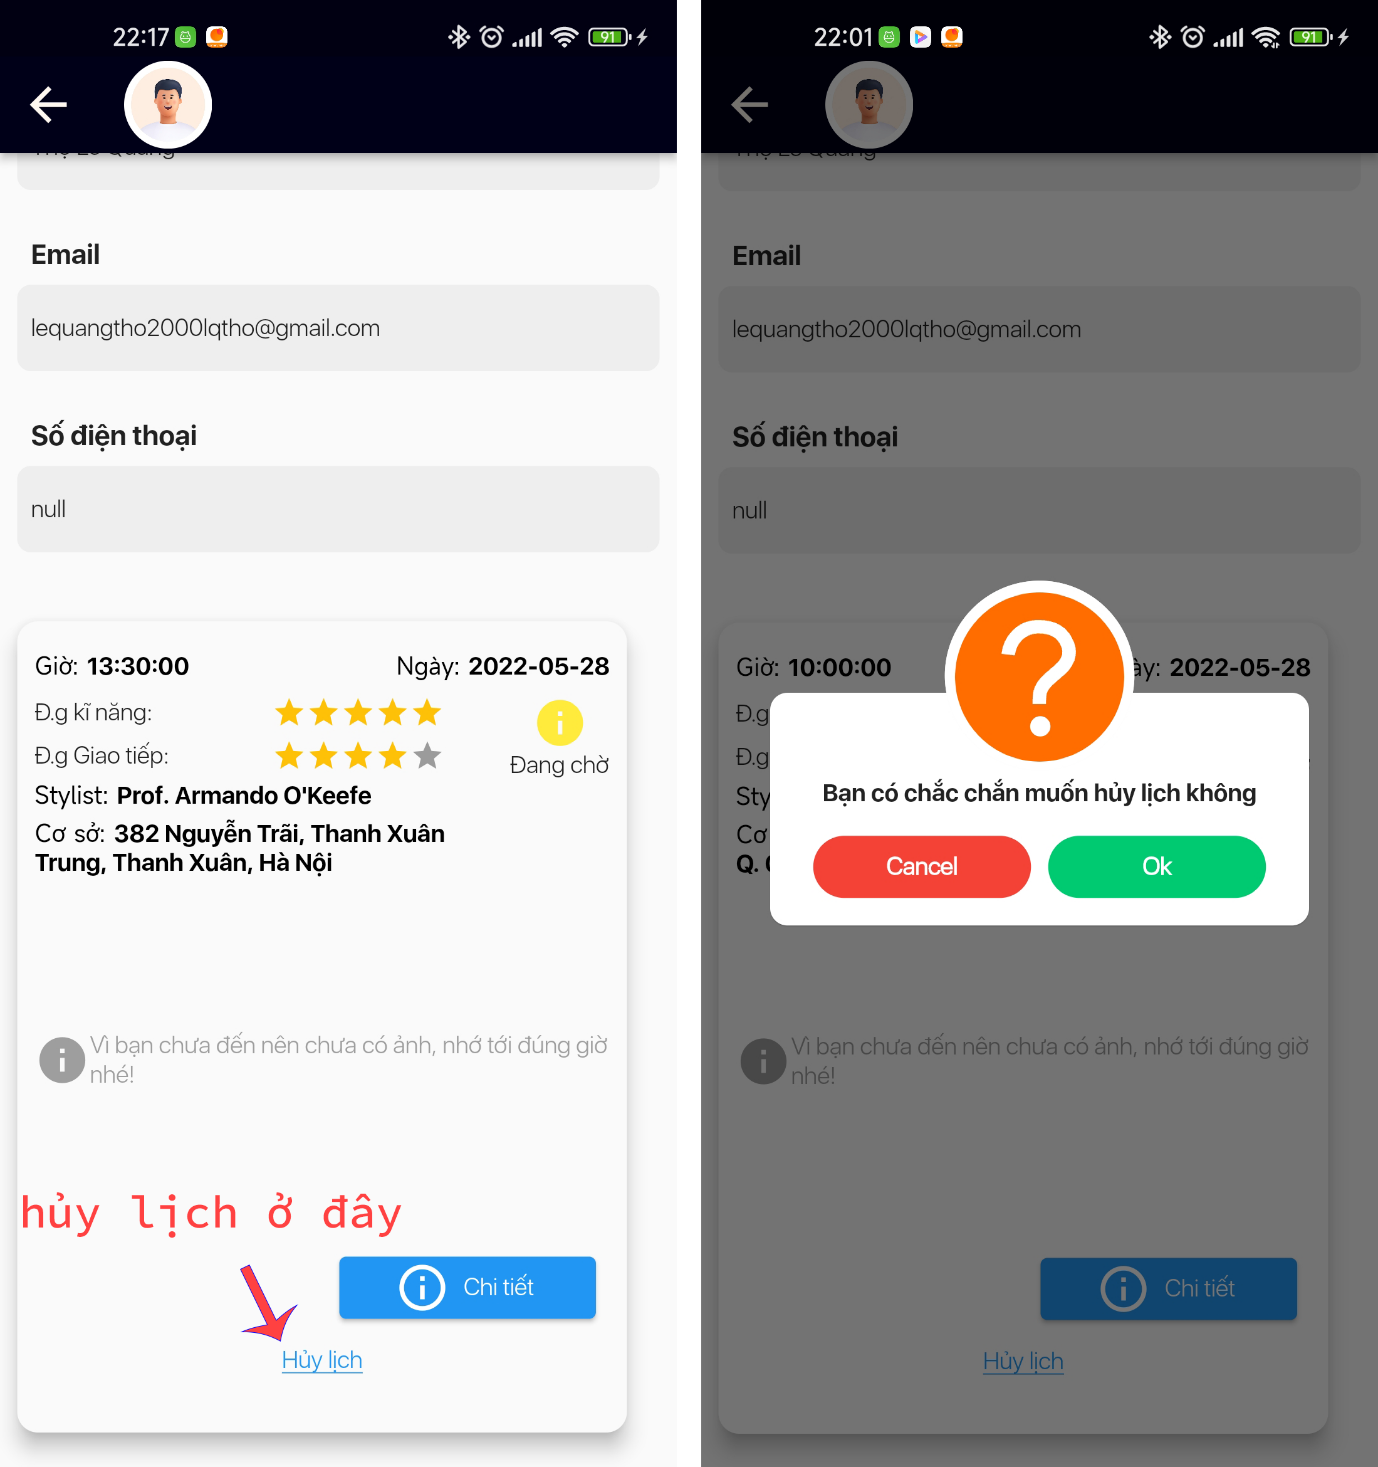 22:17
91
Email
lequangtho2000lqtho@gmail.com
Số điện thoại
null
Giờ: 13:30:00
Ngày: 2022-05-28
Đ.g kĩ năng:
Đ.g Giao tiếp:
Đang chờ
Stylist: Prof. Armando O'Keefe
Cơ sở: 382 Nguyễn Trãi, Thanh Xuân
Trung, Thanh Xuân, Hà Nội
Vì bạn chưa đến nên chưa có ảnh, nhớ tới đúng giờ
nhé!
hủy lịch ở đây
Chi tiết
Hủy lịch
22:01
91
Email
lequangtho2000lqtho@gmail.com
Số điện thoại
null
Giờ: 10:00:00
2022-05-28
Đ.g
Đ.g
Bạn có chắc chắn muốn hủy lịch không
Cancel
Ok
Vì bạn chưa đến nên chưa có ảnh, nhớ tới đúng giờ
nhé!
Chi tiết
Hủy lịch